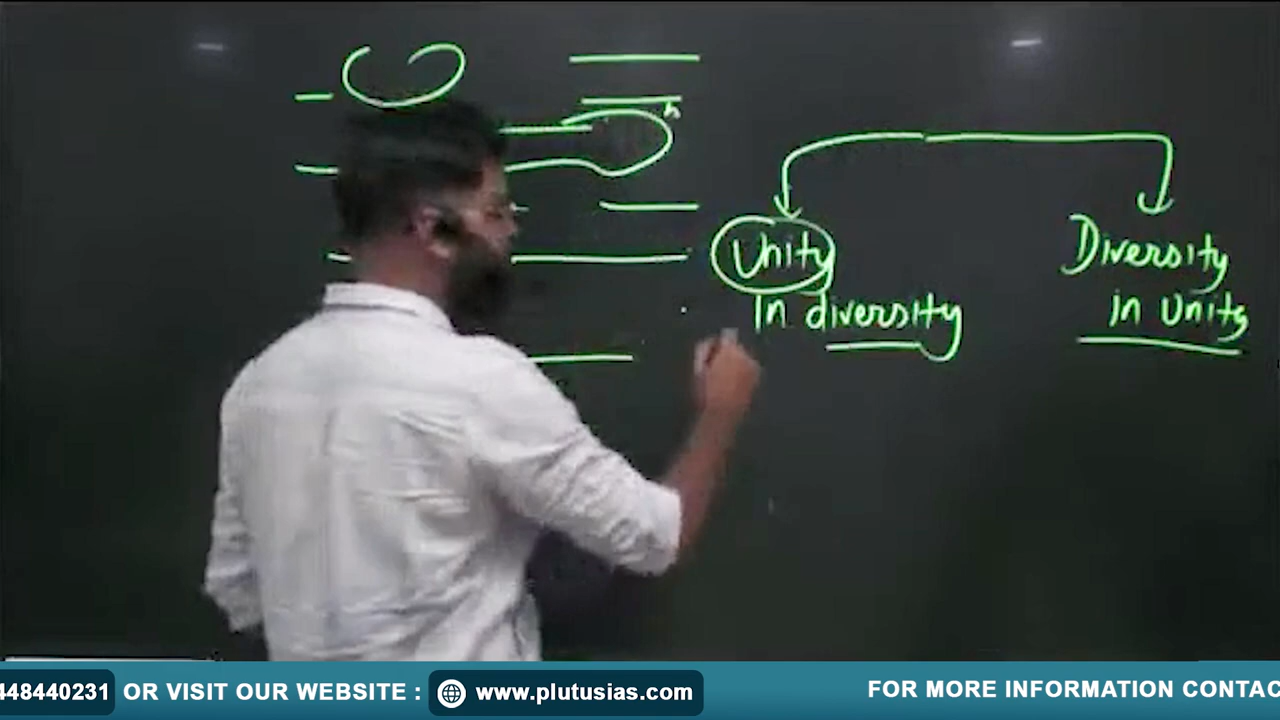 Unity
In diversity
Diversity
in Unity
448440231 OR VISIT OUR WEBSITE : www.plutusias.com FOR MORE INFORMATION CONTAC